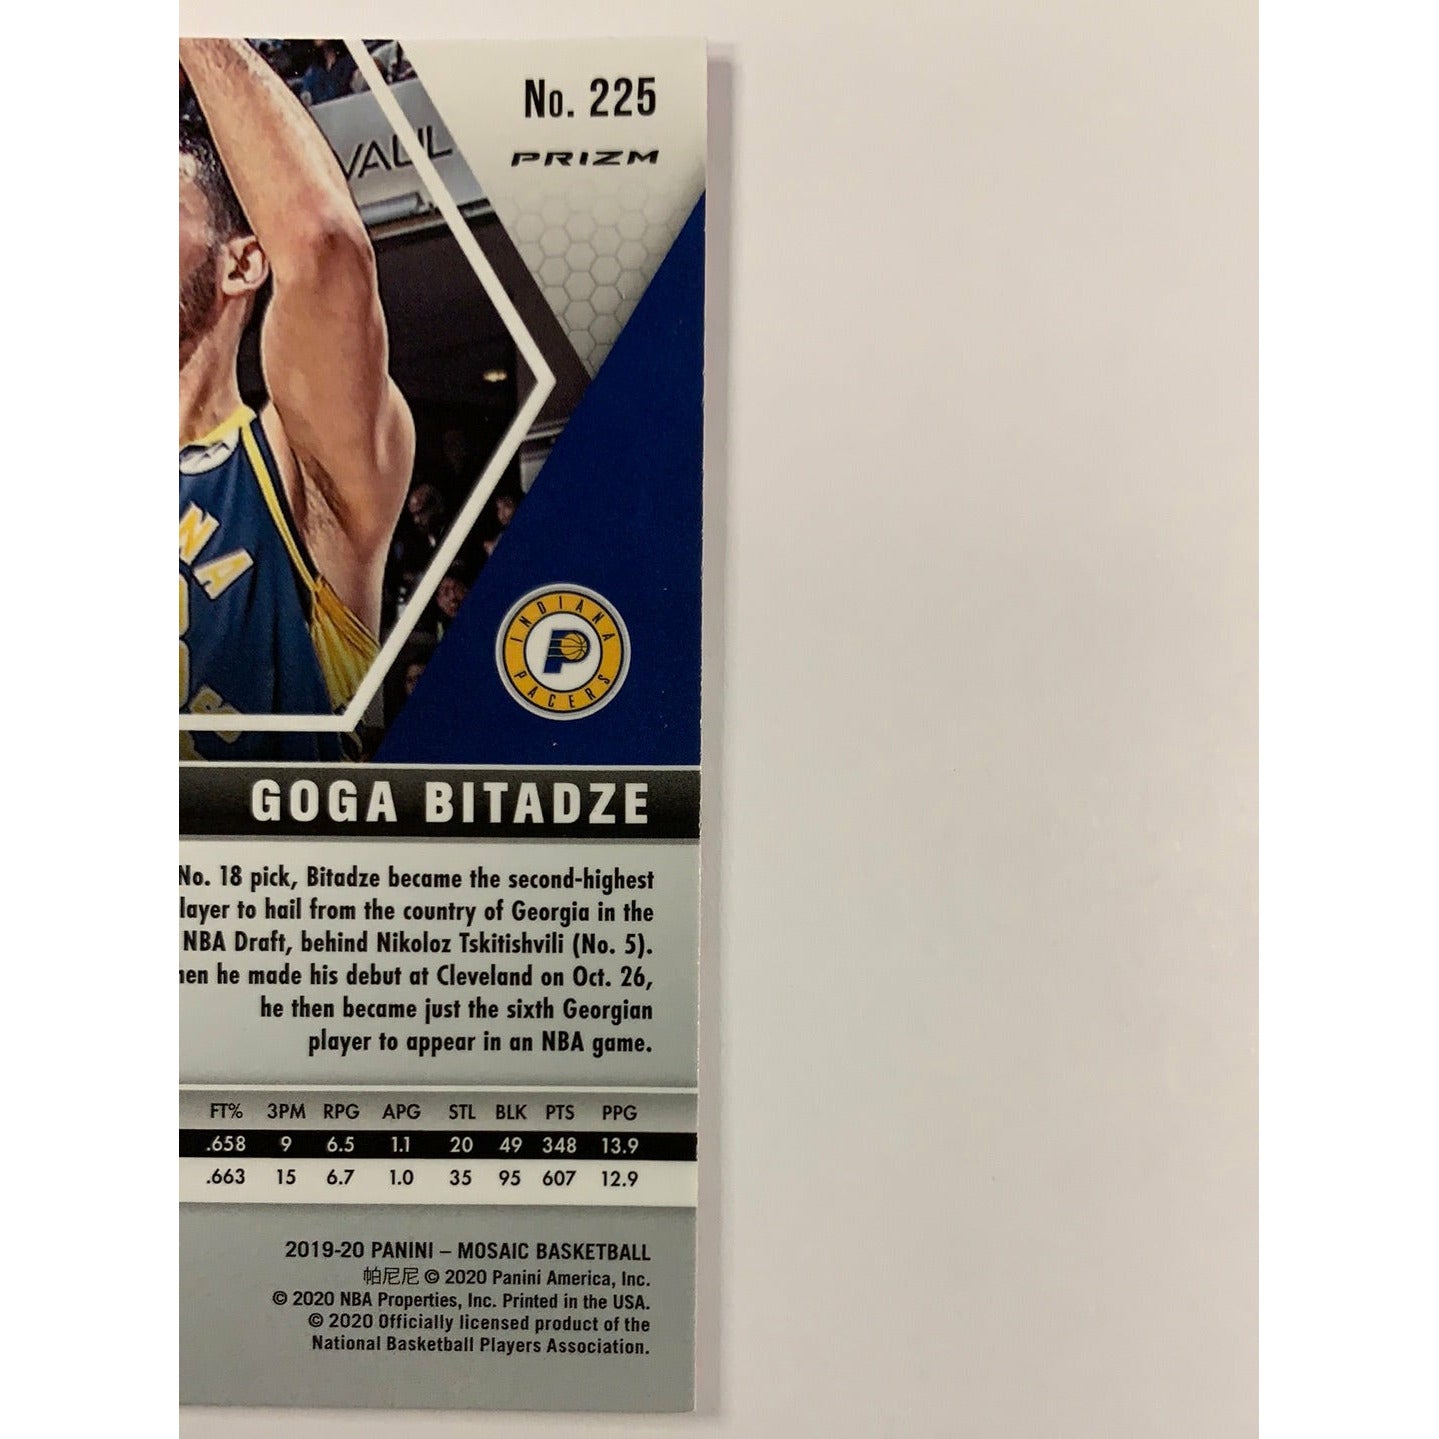 No. 225
PRIZM
VAUL
NA
INDIANA
PACERS
GOGA BITADZE
No. 18 pick, Bitadze became the second-highest
layer to hail from the country of Georgia in the
NBA Draft, behind Nikoloz Tskitishvili (No. 5).
hen he made his debut at Cleveland on Oct. 26,
he then became just the sixth Georgian
player to appear in an NBA game.
FT% 3PM RPG APG STL BLK PTS PPG
.658 9 6.5 1.1 20 49 348 13.9
.663 15 6.7 1.0 35 95 607 12.9
2019-20 PANINI – MOSAIC BASKETBALL
帕尼尼 © 2020 Panini America, Inc.
© 2020 NBA Properties, Inc. Printed in the USA.
© 2020 Officially licensed product of the
National Basketball Players Association.